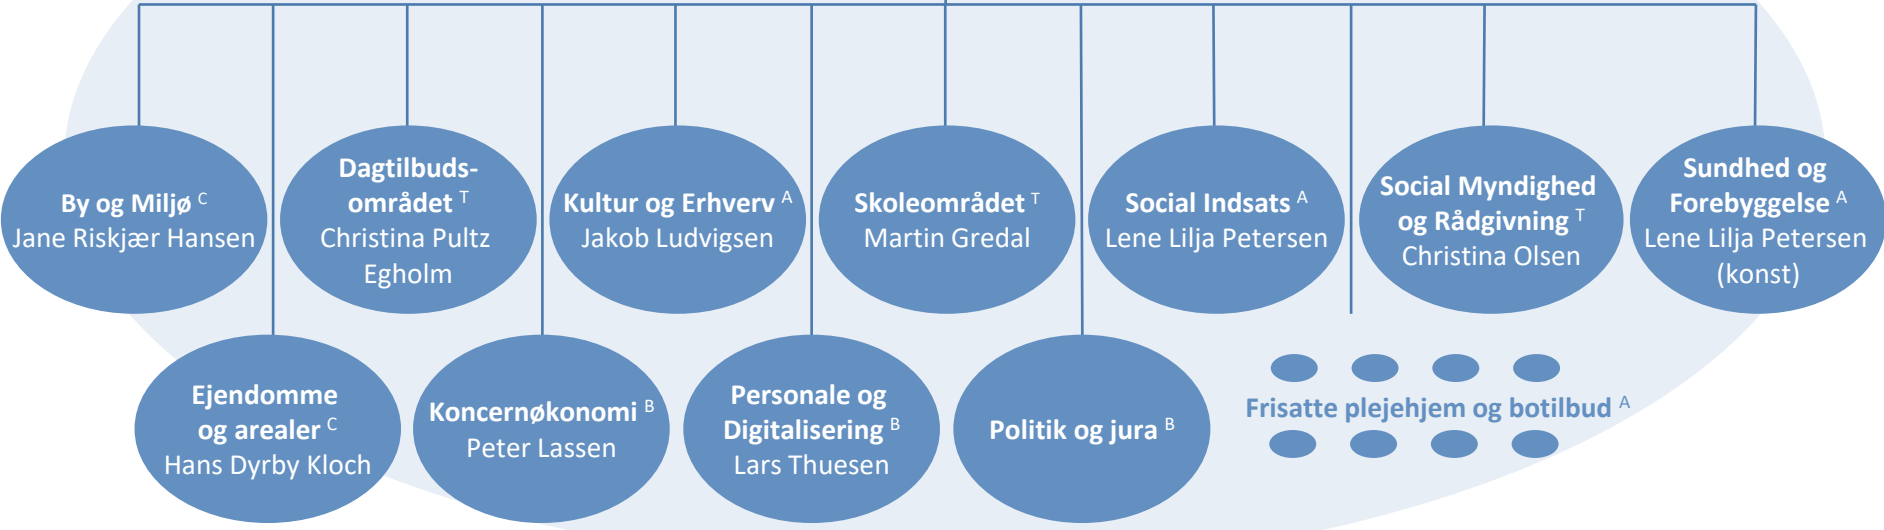 By og Miljø C
Jane Riskjær Hansen
Dagtilbuds-
området T
Christina Pultz
Egholm
Kultur og Erhverv A
Jakob Ludvigsen
Skoleområdet T
Martin Gredal
Social Indsats A
Lene Lilja Petersen
Social Myndighed
og Rådgivning T
Christina Olsen
Sundhed og
Forebyggelse A
Lene Lilja Petersen
(konst)
Ejendomme
og arealer C
Hans Dyrby Kloch
Koncernøkonomi B
Peter Lassen
Personale og
Digitalisering B
Lars Thuesen
Politik og jura B
Frisatte plejehjem og botilbud A